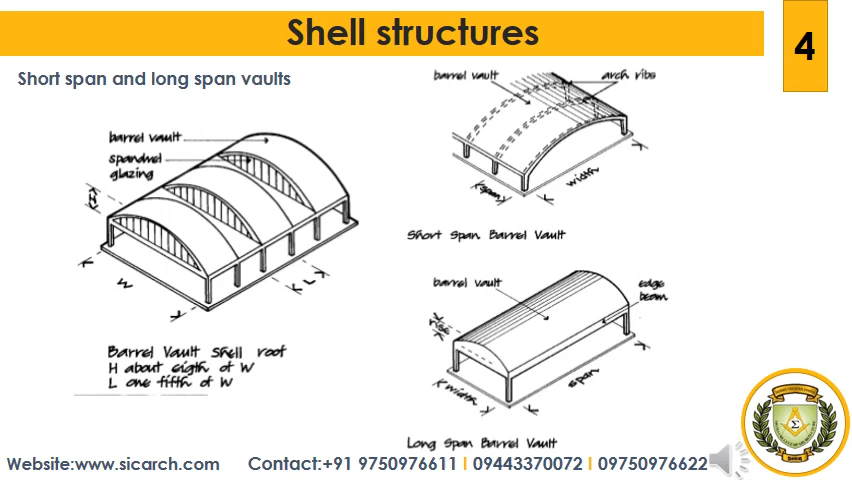 Shell structures
4
Short span and long span vaults
barrel vault
spandrel
glazing
H
W
L
Barrel Vault Shell roof
H about eigth of W
L one fifth of W
barrel vault
arch ribs
span
width
Short Span Barrel Vault
barrel vault
edge
beam
rise
width
span
Long Span Barrel Vault
Website:www.sicarch.com Contact:+91 9750976611 I 09443370072 I 09750976622